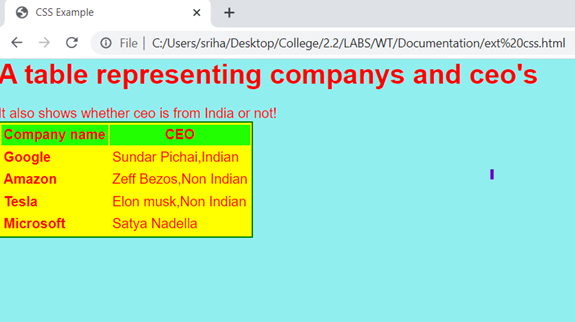 CSS Example
File | C:/Users/sriha/Desktop/College/2.2/LABS/WT/Documentation/ext%20css.html
A table representing companys and ceo's
It also shows whether ceo is from India or not!
Company name CEO
Google Sundar Pichai,Indian
Amazon Zeff Bezos,Non Indian
Tesla Elon musk,Non Indian
Microsoft Satya Nadella